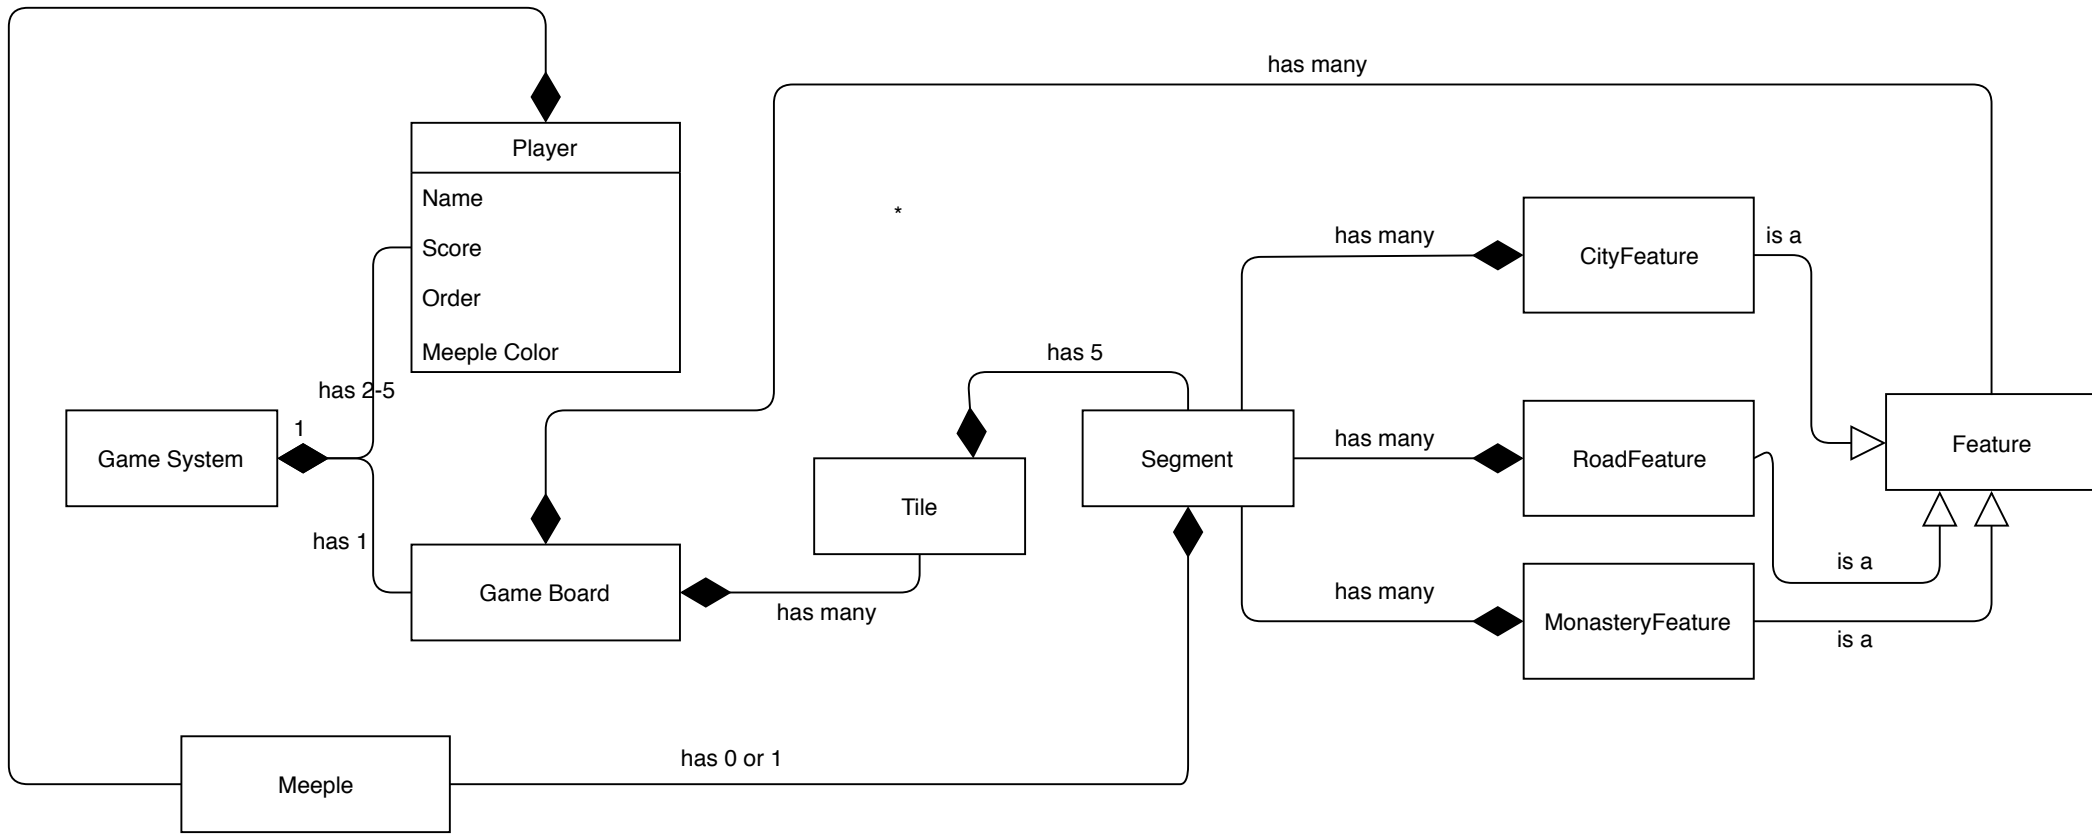 has many
Player
Name
Score
Order
Meeple Color
*
has many
CityFeature
is a
has 5
has 2-5
1
Game System
Segment
has many
RoadFeature
Feature
Tile
has 1
Game Board
has many
has many
MonasteryFeature
is a
is a
has 0 or 1
Meeple